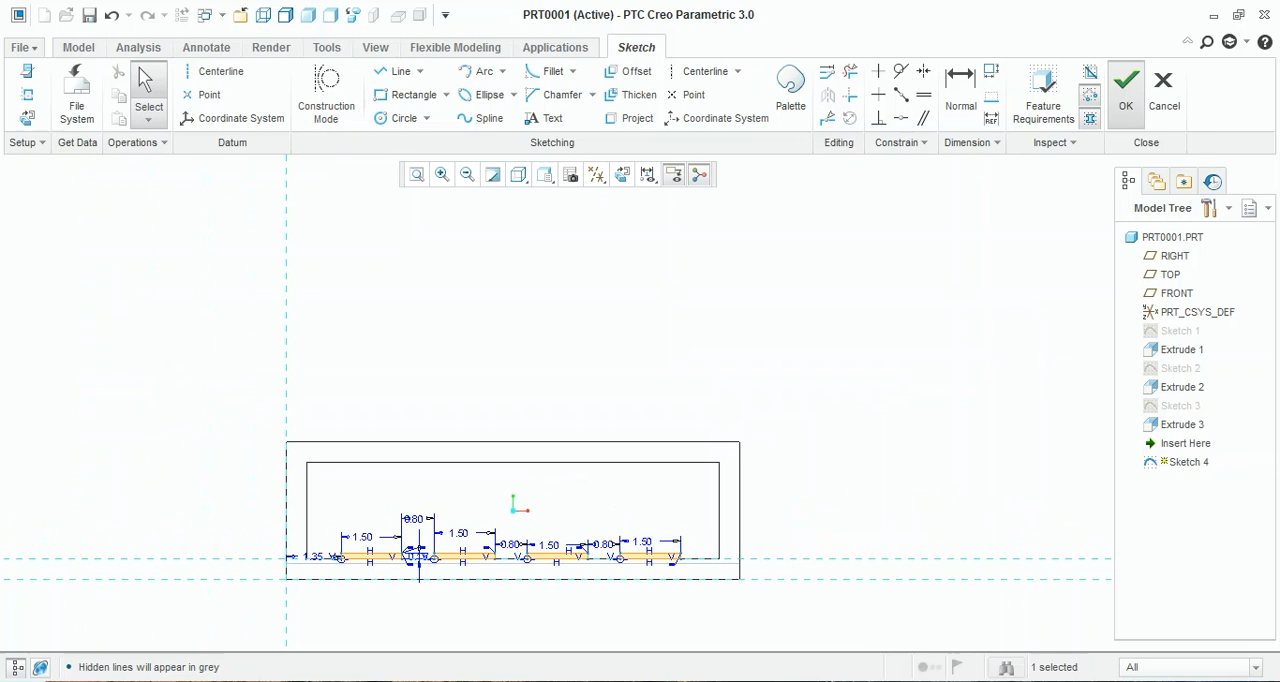 PRT0001 (Active) - PTC Creo Parametric 3.0
File Model Analysis Annotate Render Tools View Flexible Modeling Applications Sketch
Centerline Line Arc Fillet Offset Centerline
File System Select Point Construction Mode Rectangle Ellipse Chamfer Thicken Point Palette Normal Feature Requirements OK Cancel
Coordinate System Circle Spline Text Project Coordinate System REF
Setup Get Data Operations Datum Sketching Editing Constrain Dimension Inspect Close
Model Tree
PRT0001.PRT
RIGHT
TOP
FRONT
PRT_CSYS_DEF
Sketch 1
Extrude 1
Sketch 2
Extrude 2
Sketch 3
Extrude 3
Insert Here
Sketch 4
0.80
1.50 1.50 0.80 1.50 0.80 1.50
1.35 V H V H V H V H V
H H H H
Hidden lines will appear in grey 1 selected All